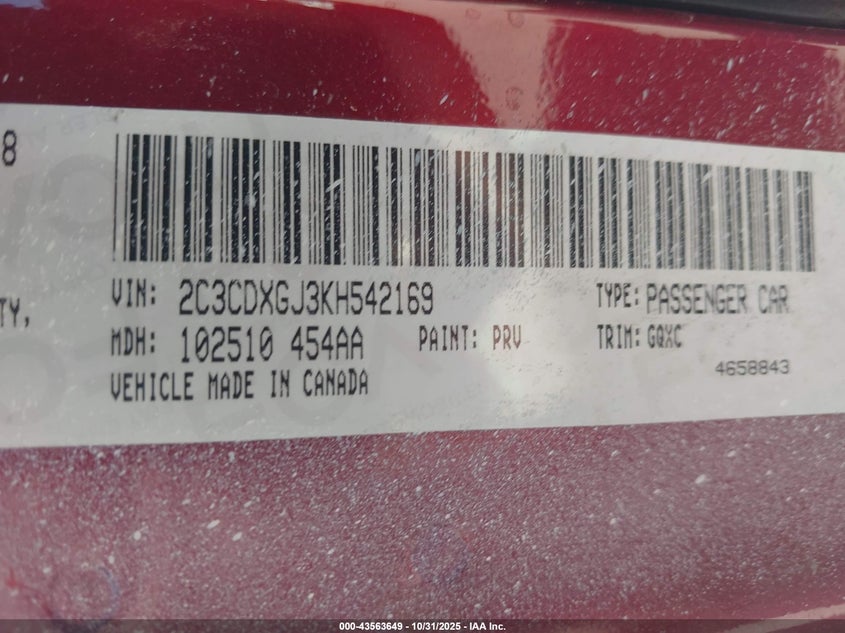 8
VIN: 2C3CDXGJ3KH542169
TYPE: PASSENGER CAR
TY,
MDH: 102510 454AA
PAINT: PRV
TRIM: GQXC
4658843
VEHICLE MADE IN CANADA
000-43563649 - 10/31/2025 - IAA Inc.